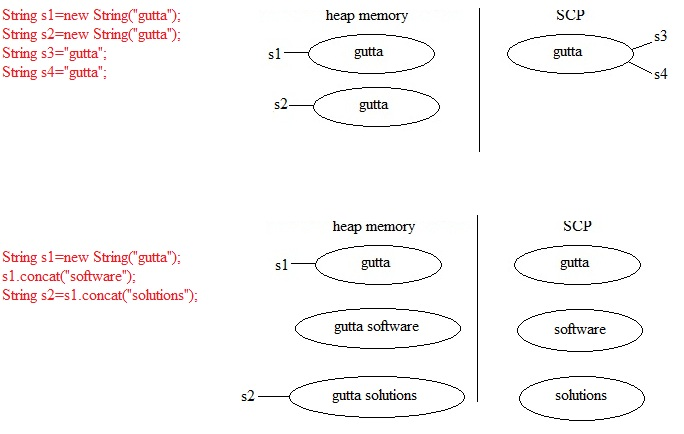 String s1=new String("gutta");
String s2=new String("gutta");
String s3="gutta";
String s4="gutta";
heap memory
SCP
s1
gutta
gutta
s3
s4
s2
gutta
heap memory
SCP
String s1=new String("gutta");
s1.concat("software");
String s2=s1.concat("solutions");
s1
gutta
gutta
gutta software
software
s2
gutta solutions
solutions